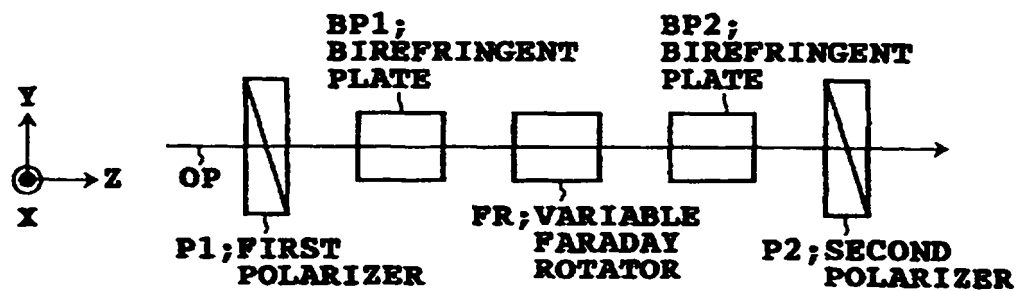 BP1;
BIREFRINGENT
PLATE
BP2;
BIREFRINGENT
PLATE
Y
Z
X
OP
P1;FIRST
POLARIZER
FR;VARIABLE
FARADAY
ROTATOR
P2;SECOND
POLARIZER